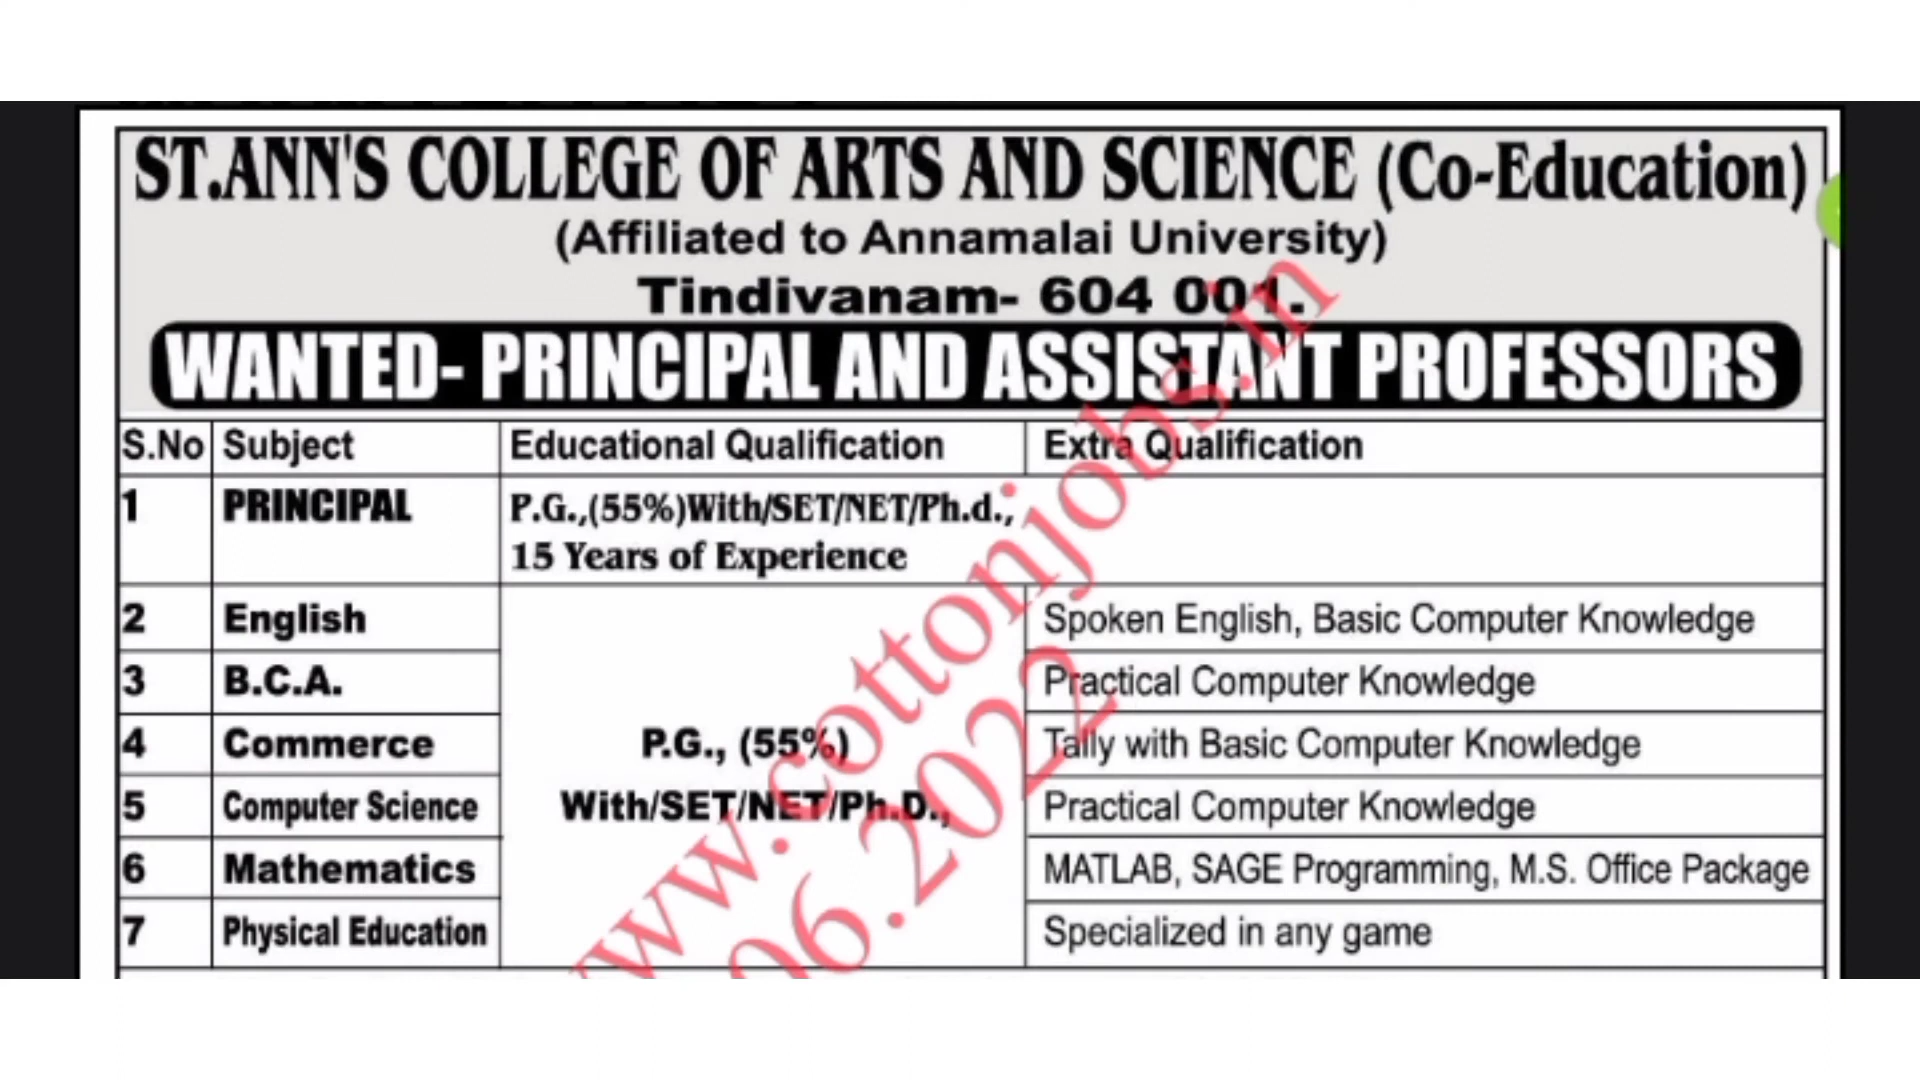 ST.ANN'S COLLEGE OF ARTS AND SCIENCE (Co-Education)
(Affiliated to Annamalai University)
Tindivanam- 604 001.
WANTED- PRINCIPAL AND ASSISTANT PROFESSORS
S.No Subject Educational Qualification Extra Qualification
1 PRINCIPAL P.G.,(55%)With/SET/NET/Ph.d.,
15 Years of Experience
2 English Spoken English, Basic Computer Knowledge
3 B.C.A. Practical Computer Knowledge
4 Commerce P.G., (55%) Tally with Basic Computer Knowledge
5 Computer Science With/SET/NET/Ph.D., Practical Computer Knowledge
6 Mathematics MATLAB, SAGE Programming, M.S. Office Package
7 Physical Education Specialized in any game
www.cottonjobs.in
06.2022